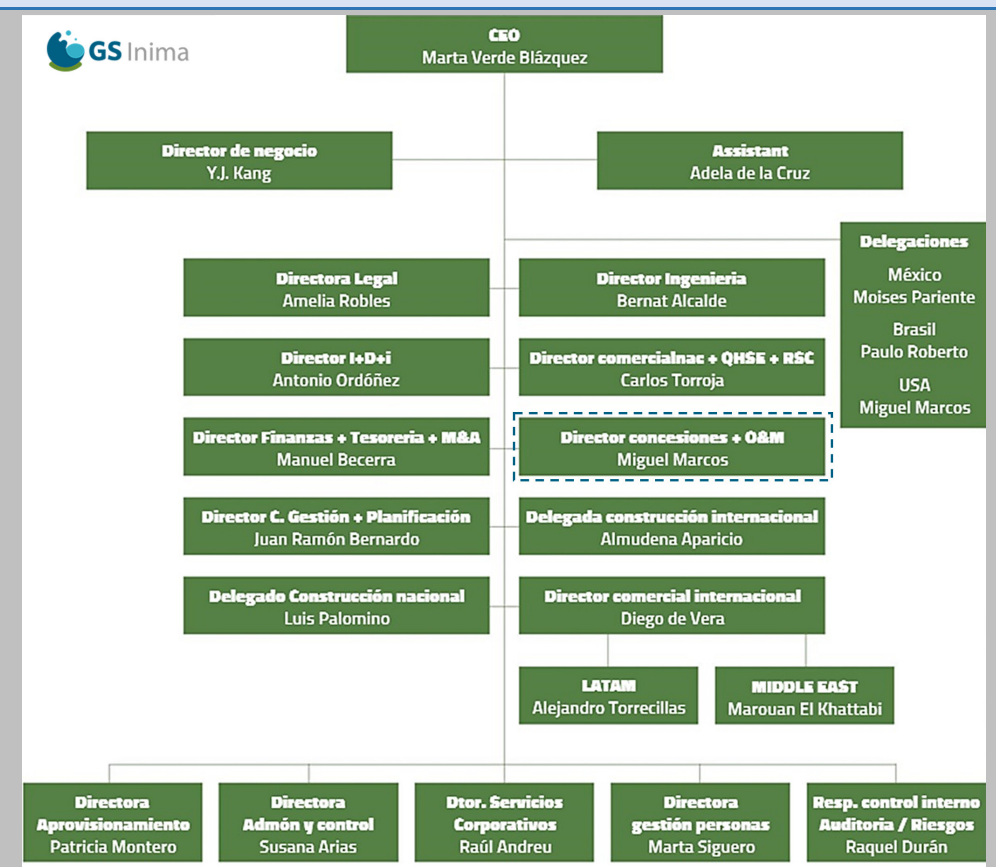 GS Inima
CEO
Marta Verde Blázquez
Director de negocio
Y.J. Kang
Assistant
Adela de la Cruz
Delegaciones
México
Moises Pariente
Brasil
Paulo Roberto
USA
Miguel Marcos
Directora Legal
Amelia Robles
Director Ingenieria
Bernat Alcalde
Director I+D+i
Antonio Ordóñez
Director comercialnac + QHSE + RSC
Carlos Torroja
Director Finanzas + Tesoreria + M&A
Manuel Becerra
Director concesiones + O&M
Miguel Marcos
Director C. Gestión + Planificación
Juan Ramón Bernardo
Delegada construcción internacional
Almudena Aparicio
Delegado Construcción nacional
Luis Palomino
Director comercial internacional
Diego de Vera
LATAM
Alejandro Torrecillas
MIDDLE EAST
Marouan El Khattabi
Directora
Aprovisionamiento
Patricia Montero
Directora
Admón y control
Susana Arias
Dtor. Servicios
Corporativos
Raúl Andreu
Directora
gestión personas
Marta Siguero
Resp. control interno
Auditoria / Riesgos
Raquel Durán